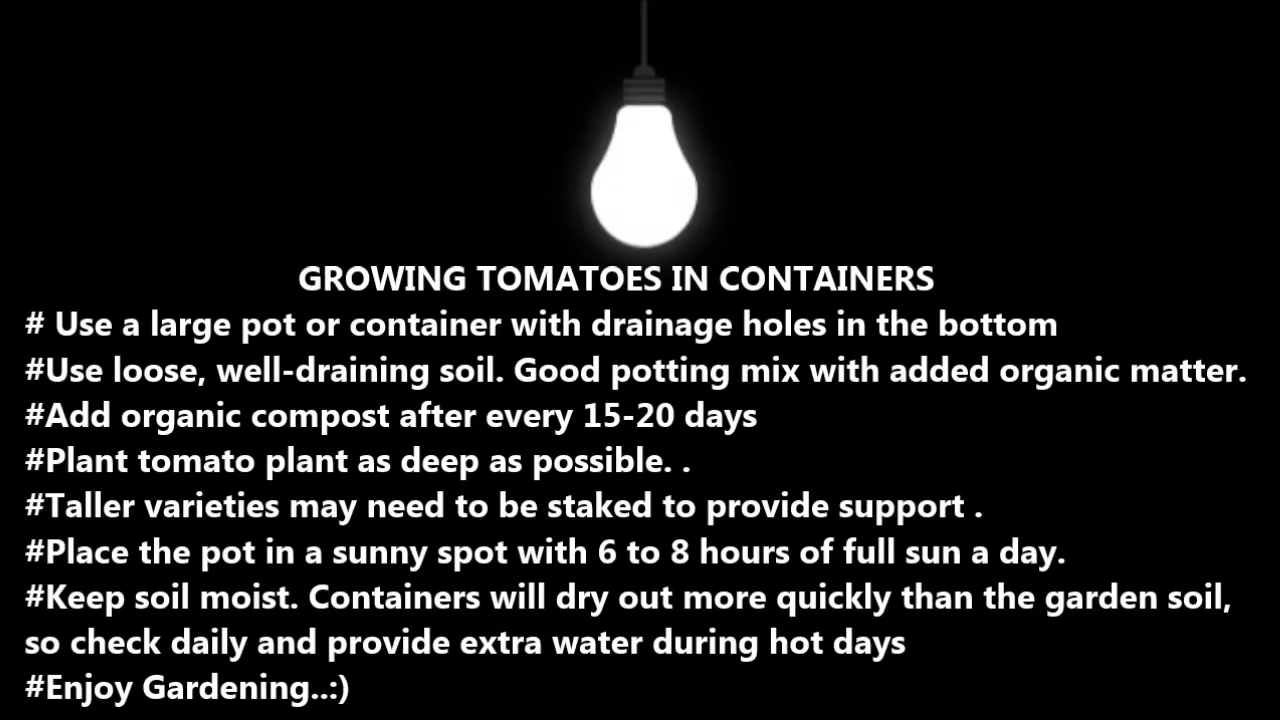 GROWING TOMATOES IN CONTAINERS
# Use a large pot or container with drainage holes in the bottom
#Use loose, well-draining soil. Good potting mix with added organic matter.
#Add organic compost after every 15-20 days
#Plant tomato plant as deep as possible. .
#Taller varieties may need to be staked to provide support .
#Place the pot in a sunny spot with 6 to 8 hours of full sun a day.
#Keep soil moist. Containers will dry out more quickly than the garden soil,
so check daily and provide extra water during hot days
#Enjoy Gardening..:)